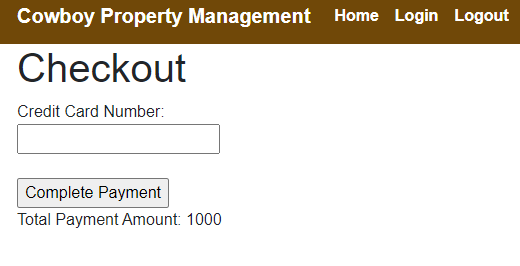 Cowboy Property Management Home Login Logout
Checkout
Credit Card Number:
Complete Payment
Total Payment Amount: 1000